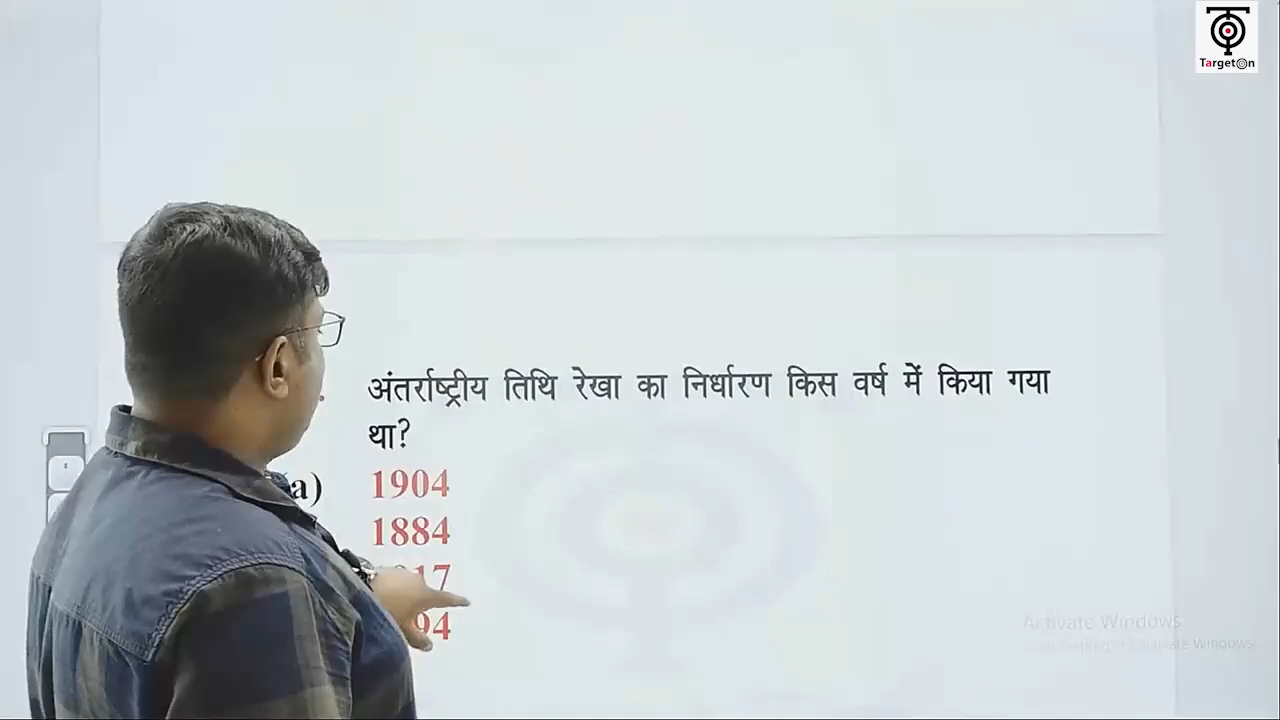 TargetOn
अंतर्राष्ट्रीय तिथि रेखा का निर्धारण किस वर्ष में किया गया
था?
a) 1904
1884
Activate Windows